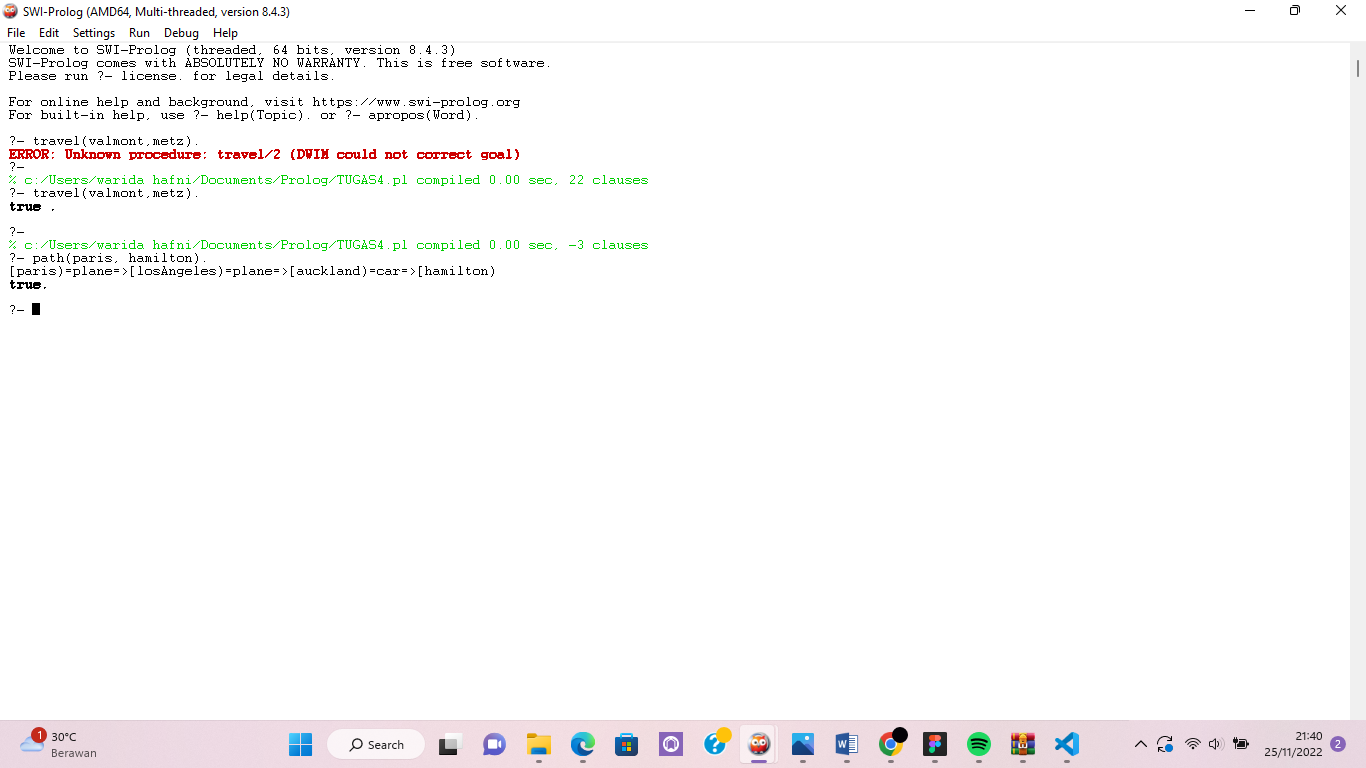 SWI-Prolog (AMD64, Multi-threaded, version 8.4.3)
File Edit Settings Run Debug Help
Welcome to SWI-Prolog (threaded, 64 bits, version 8.4.3)
SWI-Prolog comes with ABSOLUTELY NO WARRANTY. This is free software.
Please run ?- license. for legal details.
For online help and background, visit https://www.swi-prolog.org
For built-in help, use ?- help(Topic). or ?- apropos(Word).
?- travel(valmont,metz).
ERROR: Unknown procedure: travel/2 (DWIM could not correct goal)
?-
% c:/Users/warida hafni/Documents/Prolog/TUGAS4.pl compiled 0.00 sec, 22 clauses
?- travel(valmont,metz).
true .
?-
% c:/Users/warida hafni/Documents/Prolog/TUGAS4.pl compiled 0.00 sec, -3 clauses
?- path(paris, hamilton).
[paris)=plane=>[losAngeles)=plane=>[auckland)=car=>[hamilton)
true.
?-
1
30°C
Berawan
Search
21:40
25/11/2022
2